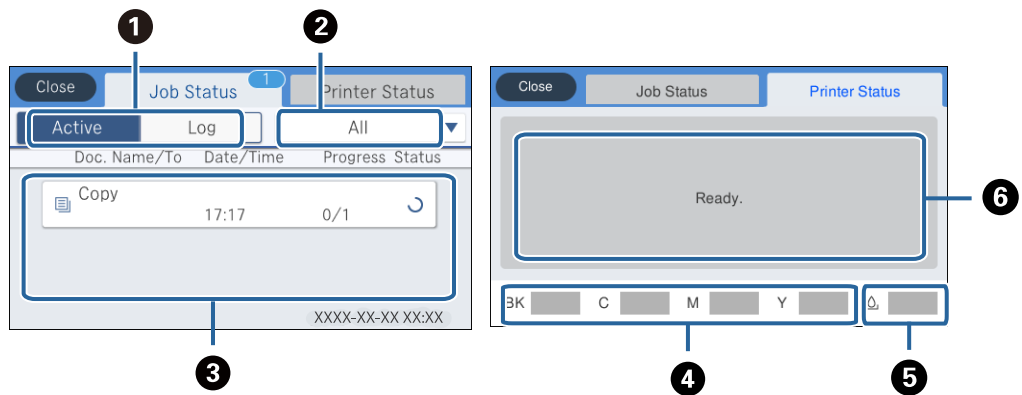 1 2
Close Job Status 1 Printer Status
Active Log All
Doc. Name/To Date/Time Progress Status
Copy
17:17 0/1
XXXX-XX-XX XX:XX
3
Close Job Status Printer Status
Ready.
6
BK C M Y
4 5